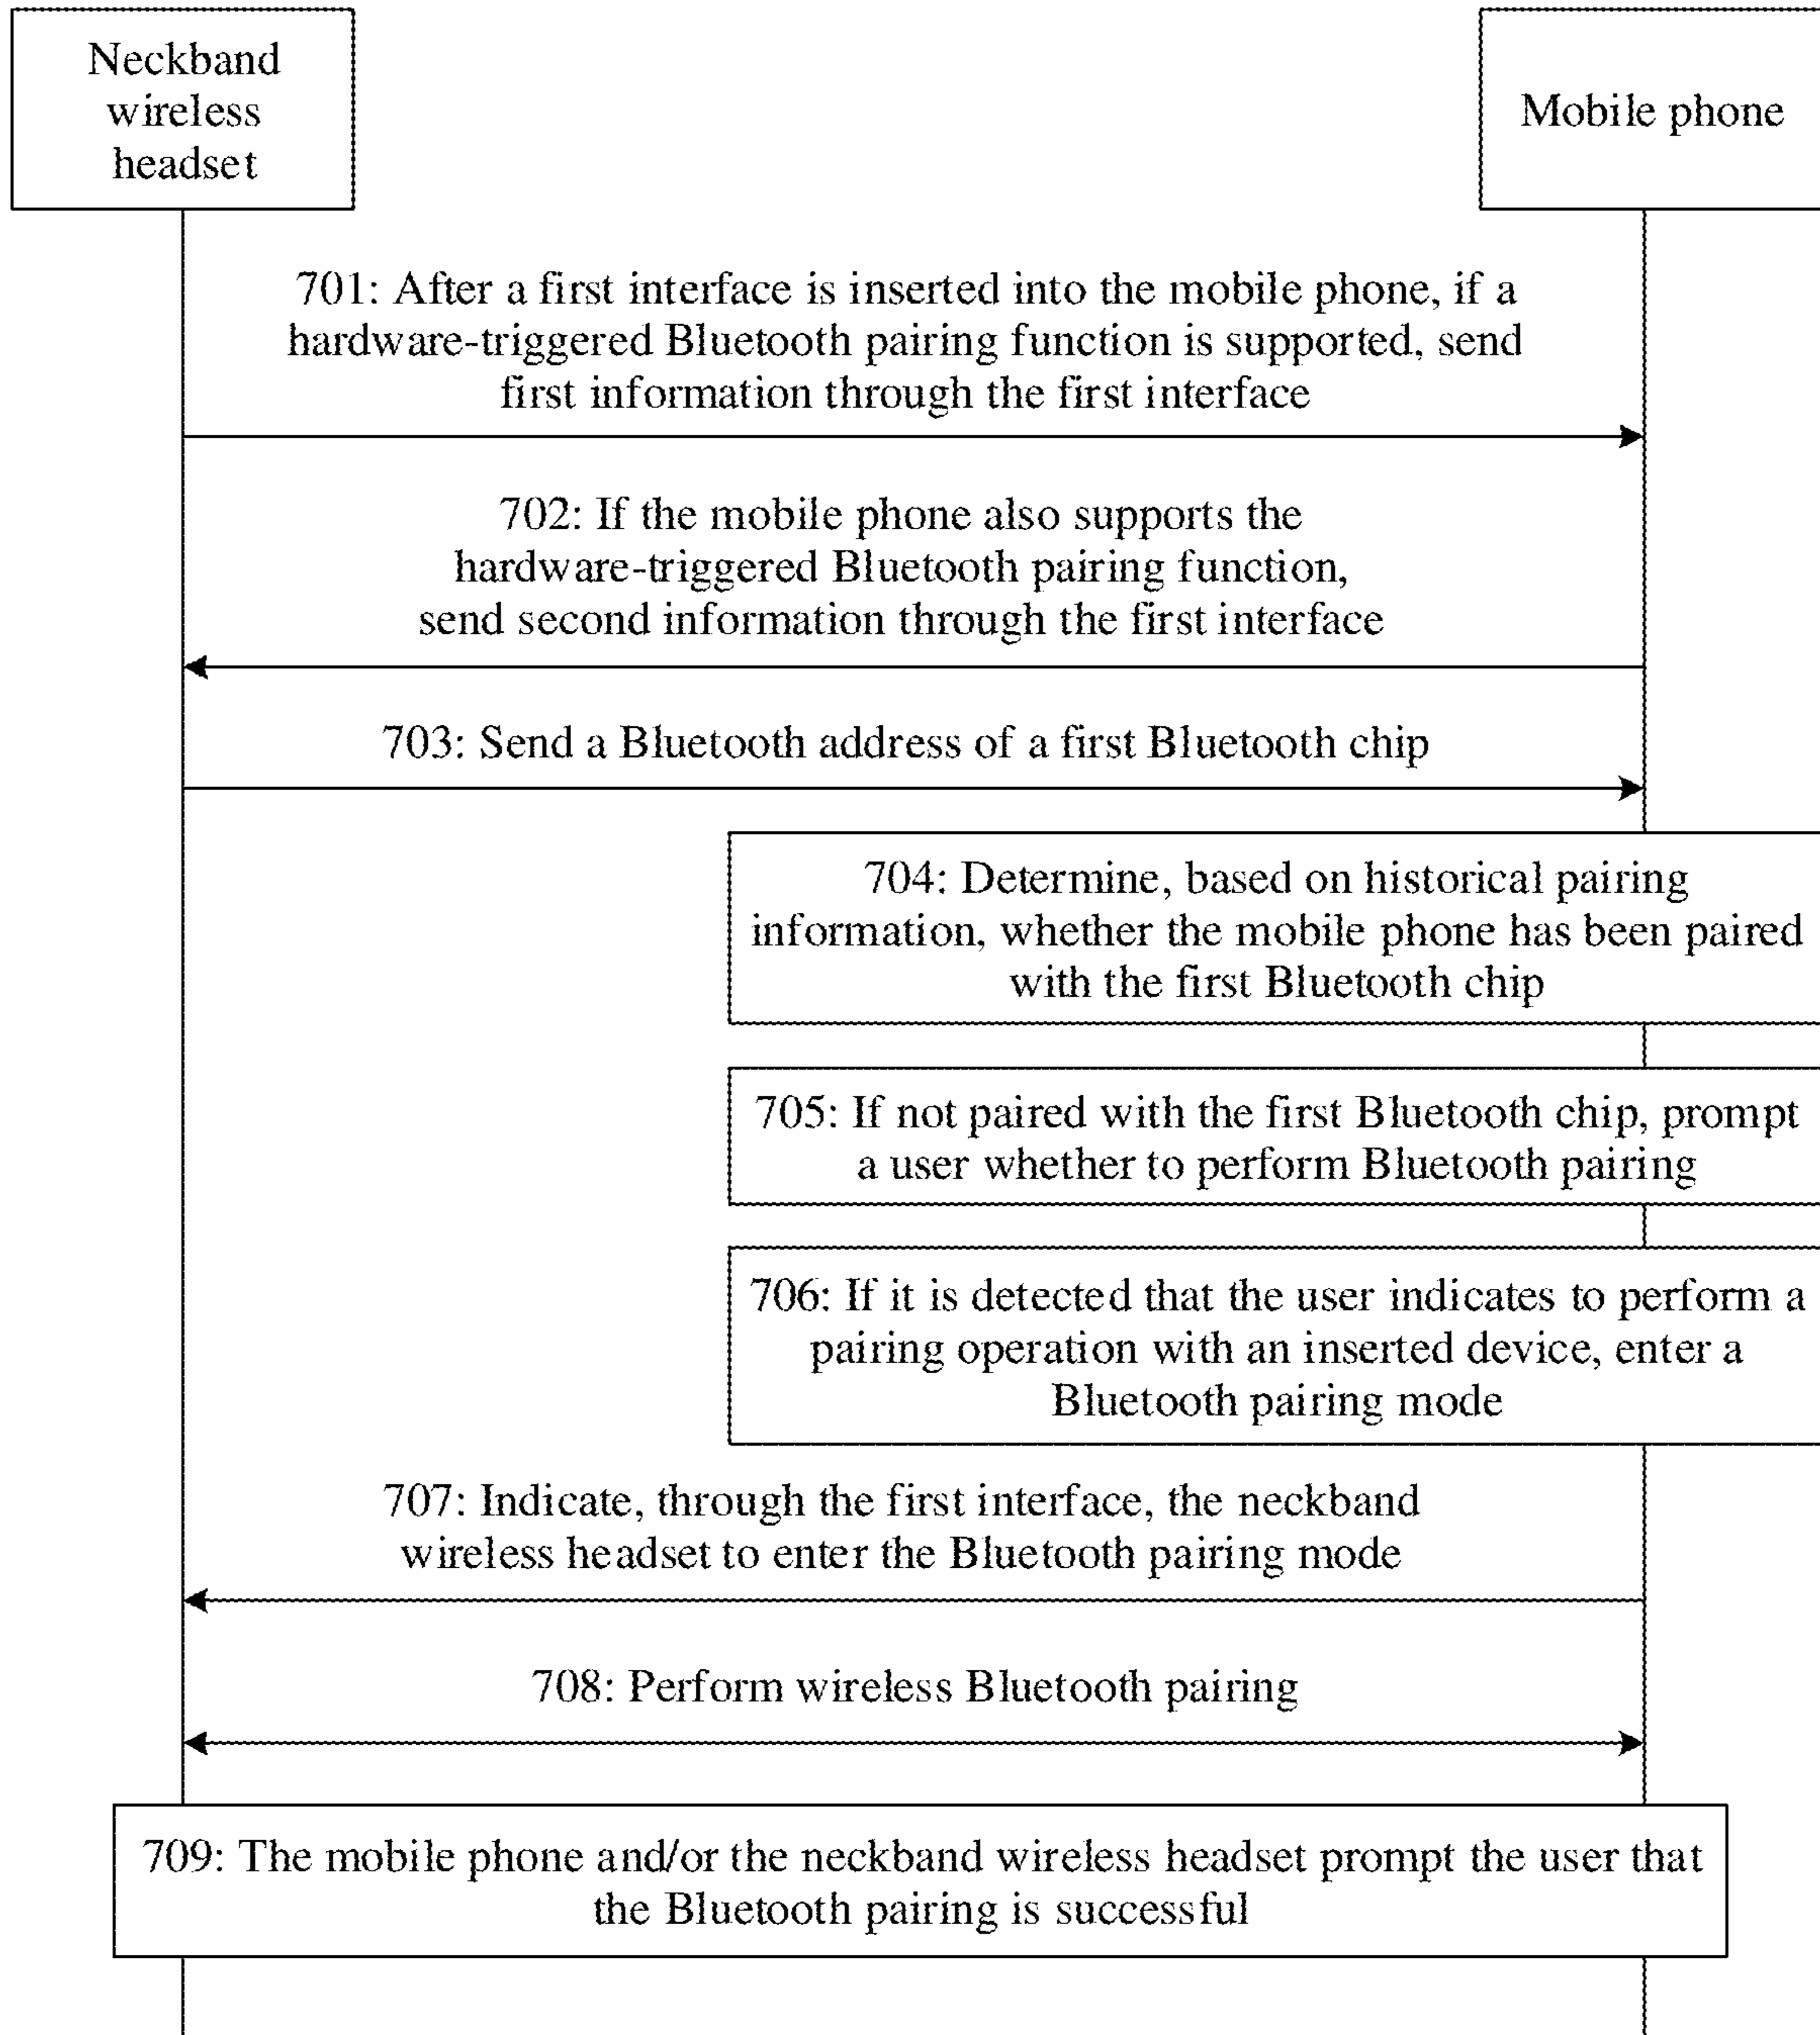 Neckband
wireless
headset
Mobile phone
701: After a first interface is inserted into the mobile phone, if a
hardware-triggered Bluetooth pairing function is supported, send
first information through the first interface
702: If the mobile phone also supports the
hardware-triggered Bluetooth pairing function,
send second information through the first interface
703: Send a Bluetooth address of a first Bluetooth chip
704: Determine, based on historical pairing
information, whether the mobile phone has been paired
with the first Bluetooth chip
705: If not paired with the first Bluetooth chip, prompt
a user whether to perform Bluetooth pairing
706: If it is detected that the user indicates to perform a
pairing operation with an inserted device, enter a
Bluetooth pairing mode
707: Indicate, through the first interface, the neckband
wireless headset to enter the Bluetooth pairing mode
708: Perform wireless Bluetooth pairing
709: The mobile phone and/or the neckband wireless headset prompt the user that
the Bluetooth pairing is successful